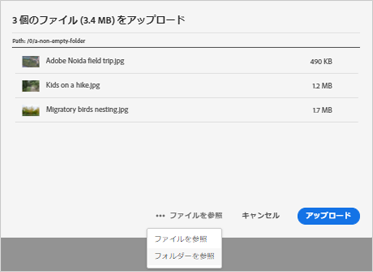 3 個のファイル (3.4 MB) をアップロード
Path: /0/a-non-empty-folder
Adobe Noida field trip.jpg 490 KB
Kids on a hike.jpg 1.2 MB
Migratory birds nesting.jpg 1.7 MB
••• ファイルを参照 キャンセル アップロード
ファイルを参照
フォルダーを参照